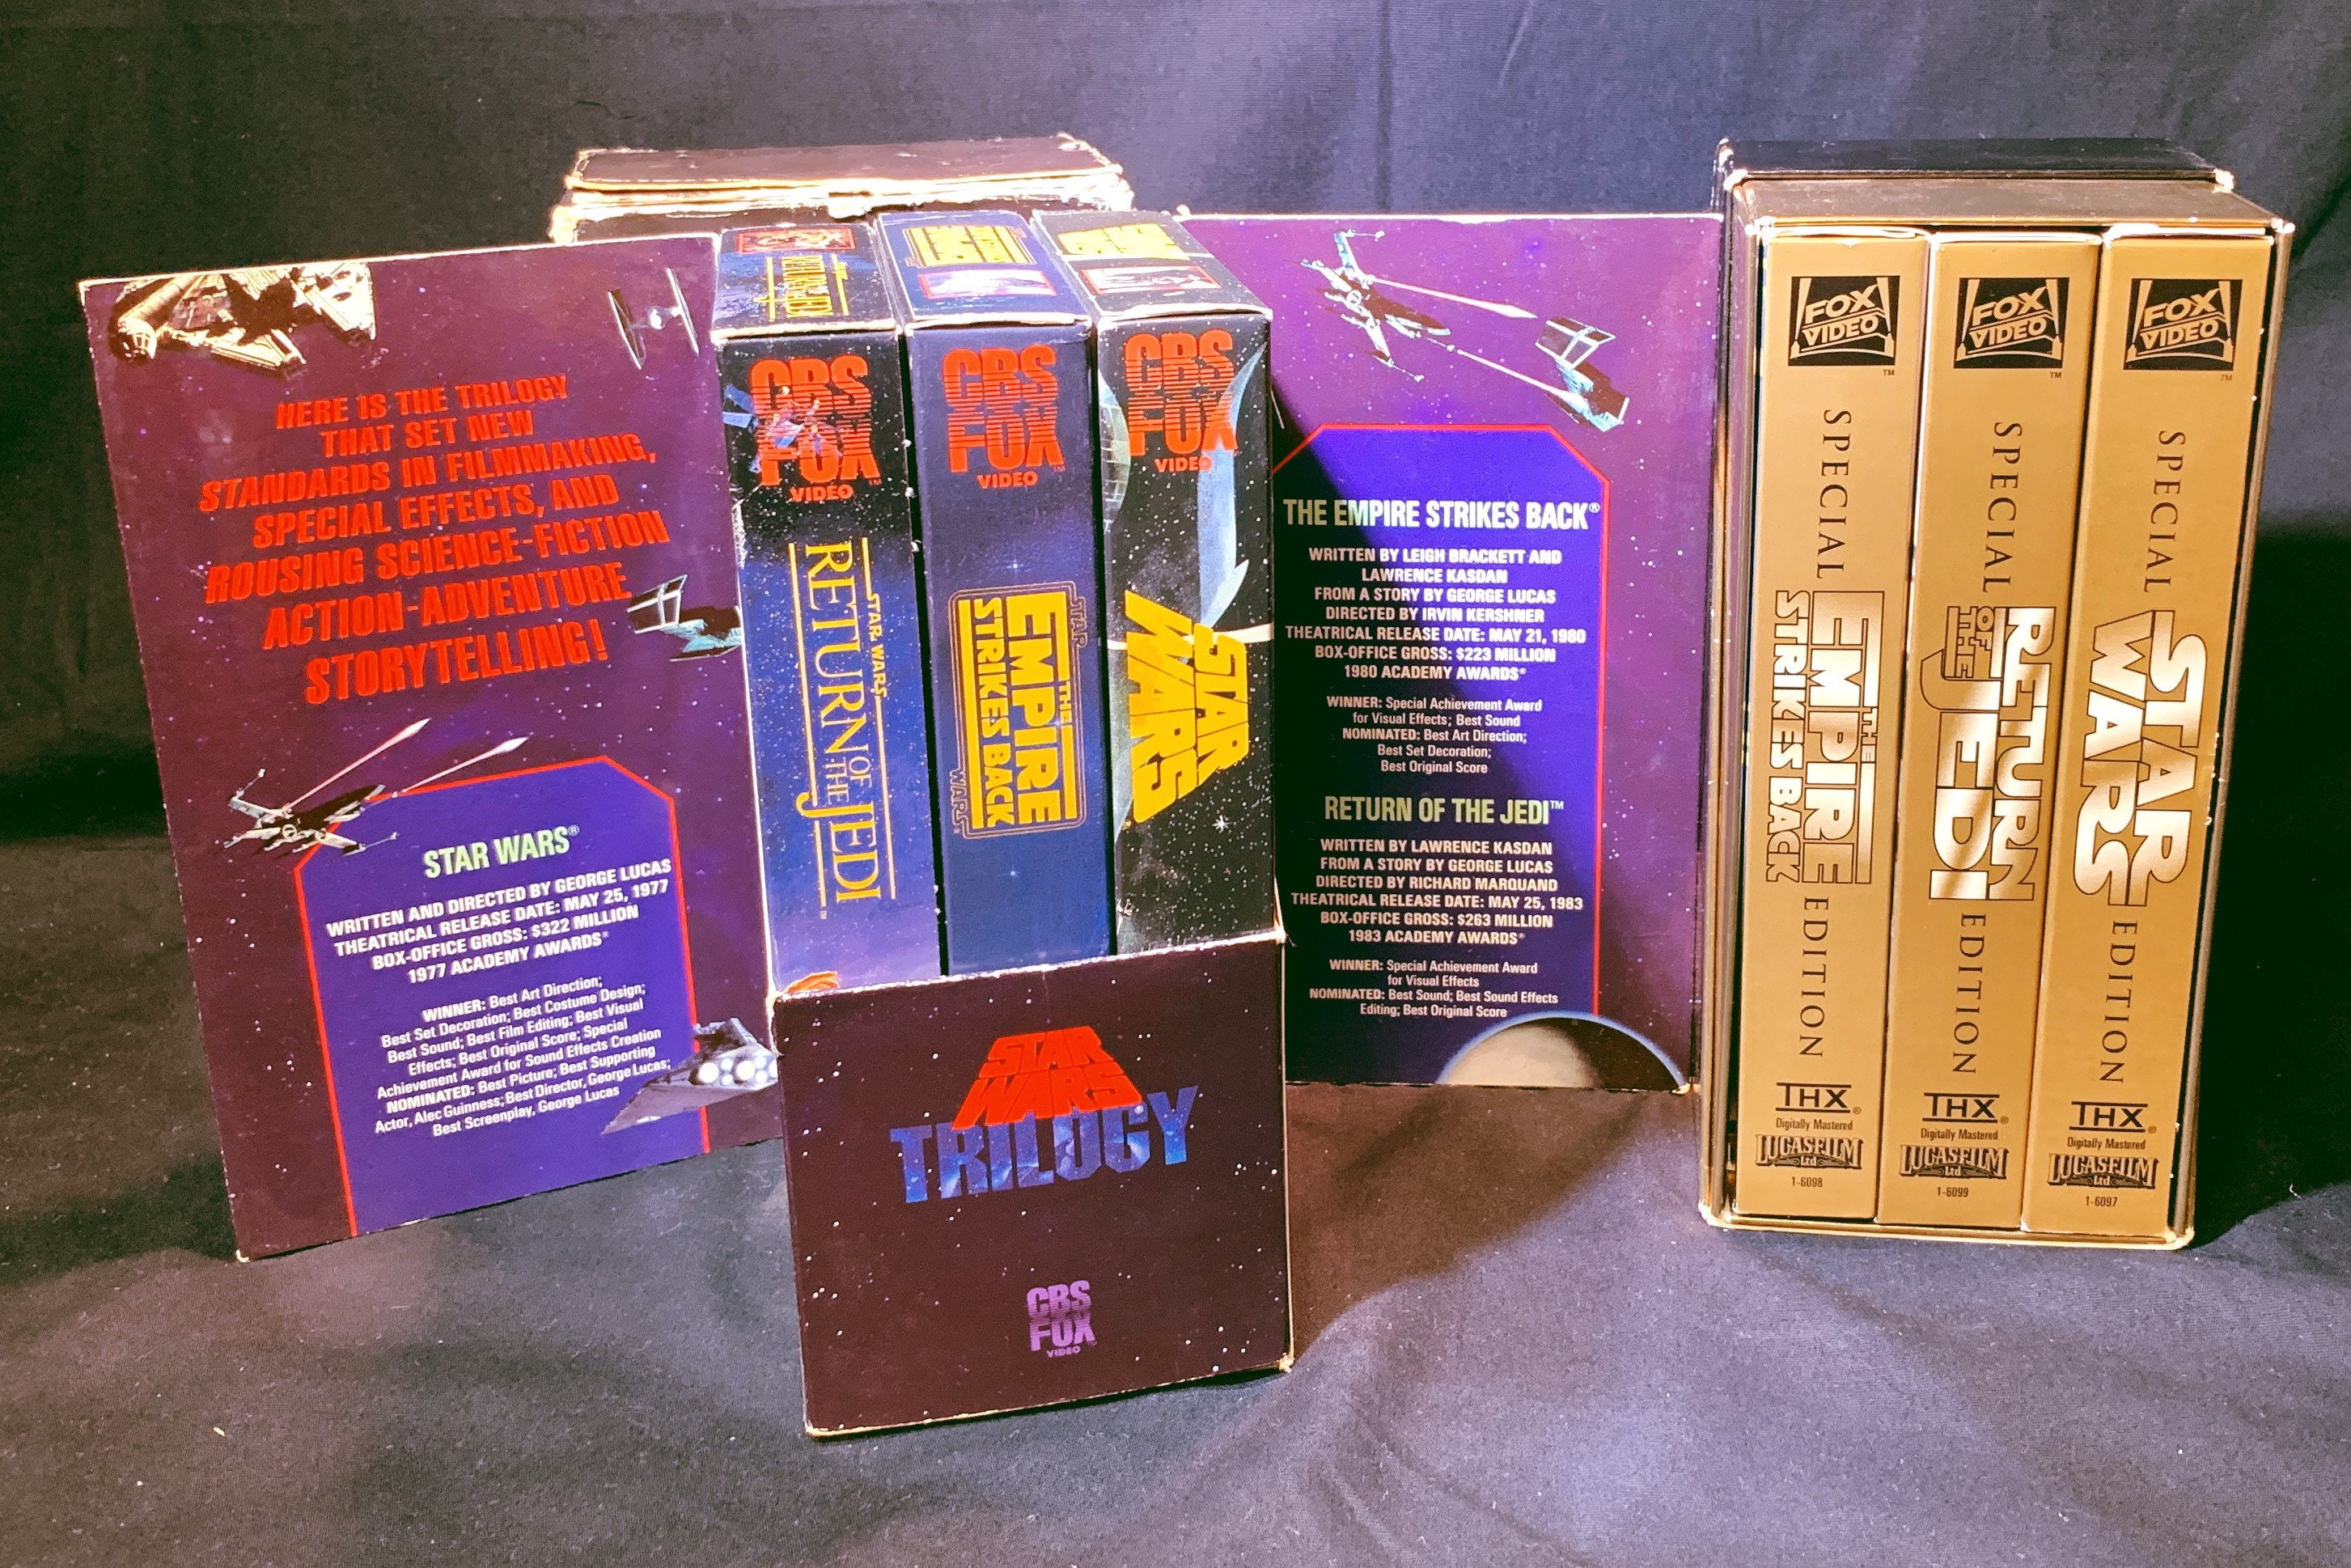 HERE IS THE TRILOGY
THAT SET NEW
STANDARDS IN FILMMAKING,
SPECIAL EFFECTS, AND
ROUSING SCIENCE-FICTION
ACTION-ADVENTURE
STORYTELLING!
STAR WARS®
WRITTEN AND DIRECTED BY GEORGE LUCAS
THEATRICAL RELEASE DATE: MAY 25, 1977
BOX-OFFICE GROSS: $322 MILLION
1977 ACADEMY AWARDS®
WINNER: Best Art Direction;
Best Set Decoration; Best Costume Design;
Best Sound; Best Film Editing; Best Visual
Effects; Best Original Score; Special
Achievement Award for Sound Effects Creation
NOMINATED: Best Picture; Best Supporting
Actor, Alec Guinness; Best Director, George Lucas;
Best Screenplay, George Lucas
CBS
FOX
VIDEO™
STAR WARS
RETURN OF THE JEDI™
CBS
FOX™
VIDEO
STAR
THE
EMPIRE
STRIKES BACK
WARS
CBS
FOX
VIDEO
STAR
WARS
STAR
WARS
TRILOGY®
CBS
FOX
VIDEO
THE EMPIRE STRIKES BACK®
WRITTEN BY LEIGH BRACKETT AND
LAWRENCE KASDAN
FROM A STORY BY GEORGE LUCAS
DIRECTED BY IRVIN KERSHNER
THEATRICAL RELEASE DATE: MAY 21, 1980
BOX-OFFICE GROSS: $223 MILLION
1980 ACADEMY AWARDS®
WINNER: Special Achievement Award
for Visual Effects; Best Sound
NOMINATED: Best Art Direction;
Best Set Decoration;
Best Original Score
RETURN OF THE JEDI™
WRITTEN BY LAWRENCE KASDAN
FROM A STORY BY GEORGE LUCAS
DIRECTED BY RICHARD MARQUAND
THEATRICAL RELEASE DATE: MAY 25, 1983
BOX-OFFICE GROSS: $263 MILLION
1983 ACADEMY AWARDS®
WINNER: Special Achievement Award
for Visual Effects
NOMINATED: Best Sound; Best Sound Effects
Editing; Best Original Score
FOX
VIDEO
™
SPECIAL
THE
EMPIRE
STRIKES BACK
EDITION
THX®
Digitally Mastered
LUCASFILM
Ltd
1-6098
FOX
VIDEO
™
SPECIAL
RETURN
OF THE
JEDI
EDITION
THX®
Digitally Mastered
LUCASFILM
Ltd
1-6099
FOX
VIDEO
™
SPECIAL
STAR
WARS
EDITION
THX®
Digitally Mastered
LUCASFILM
Ltd
1-6097